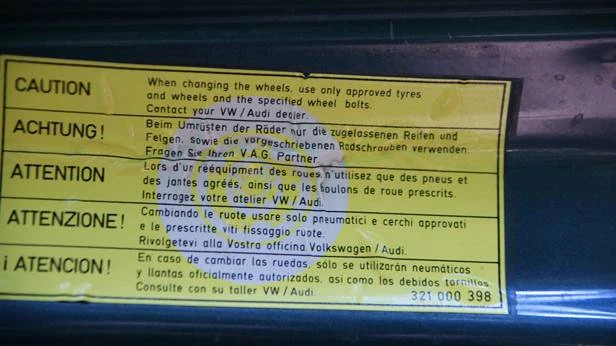 CAUTION
When changing the wheels, use only approved tyres
and wheels and the specified wheel bolts.
Contact your VW / Audi dealer.
ACHTUNG!
Beim Umrüsten der Räder nur die zugelassenen Reifen und
Felgen, sowie die vorgeschriebenen Radschrauben verwenden.
Fragen Sie Ihren V.A.G. Partner.
ATTENTION
Lors d'un rééquipment des roues n'utilisez que des pneus et
des jantes agréés, ainsi que les boulons de roue prescrits.
Interrogez votre atelier VW / Audi.
ATTENZIONE!
Cambiando le ruote usare solo pneumatici e cerchi approvati
e le prescritte viti fissaggio ruote.
Rivolgetevi alla Vostra officina Volkswagen / Audi.
¡ ATENCION!
En caso de cambiar las ruedas, sólo se utilizarán neumáticos
y llantas oficialmente autorizados, asi como los debidos tornillos.
Consulte con su taller VW / Audi.
321 000 398